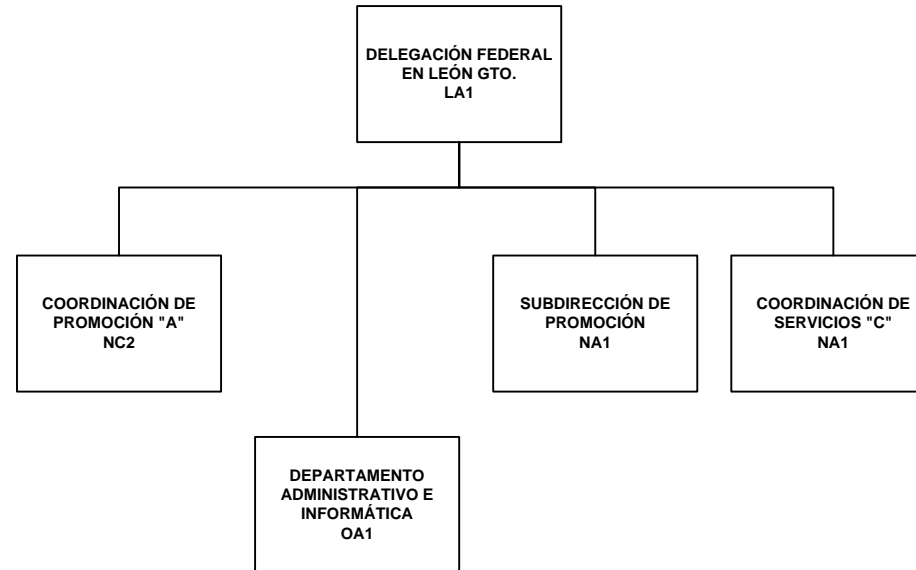 DELEGACIÓN FEDERAL
EN LEÓN GTO.
LA1
COORDINACIÓN DE
PROMOCIÓN "A"
NC2
SUBDIRECCIÓN DE
PROMOCIÓN
NA1
COORDINACIÓN DE
SERVICIOS "C"
NA1
DEPARTAMENTO
ADMINISTRATIVO E
INFORMÁTICA
OA1